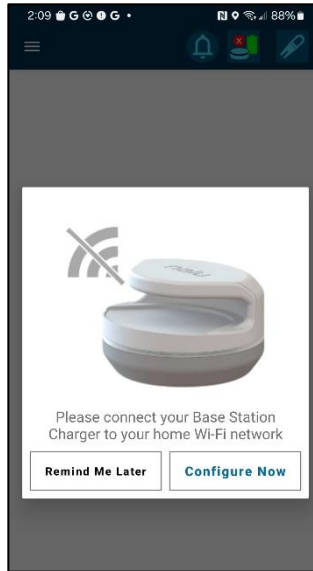 2:09
88%
nalu
Please connect your Base Station
Charger to your home Wi-Fi network
Remind Me Later
Configure Now